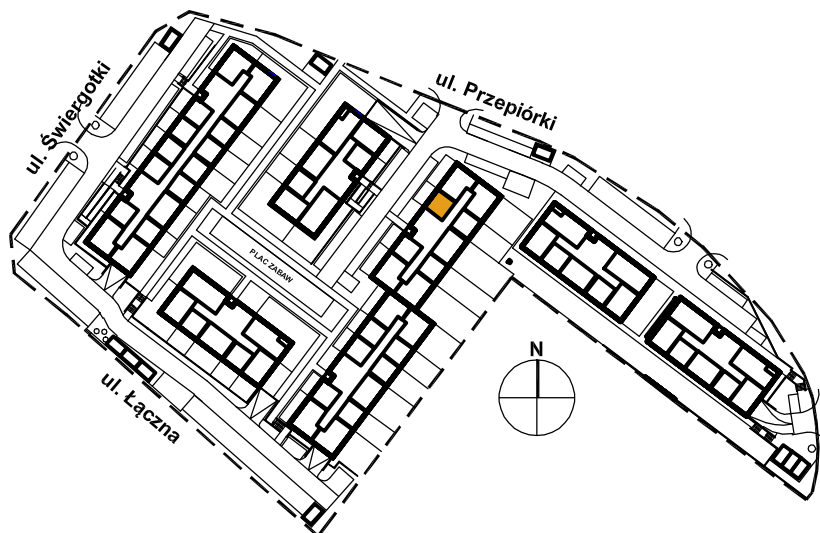 ul. Przepiórki
ul. Świergotki
PLAC ZABAW
N
ul. Łączna